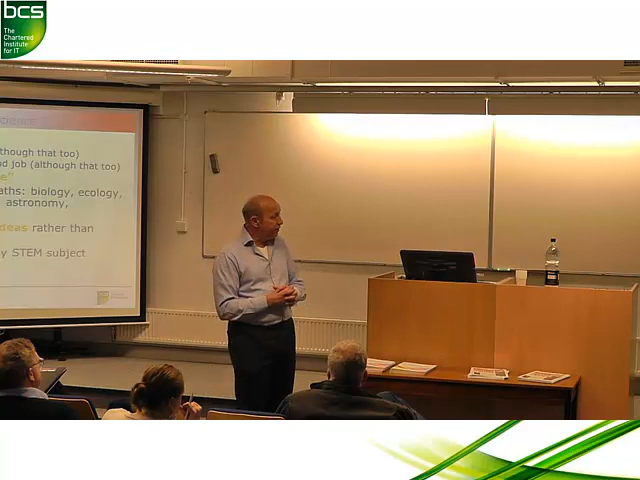 bcs
The
Chartered
Institute
for IT
though that too)
d job (although that too)
e"
aths: biology, ecology,
astronomy,
deas rather than
y STEM subject